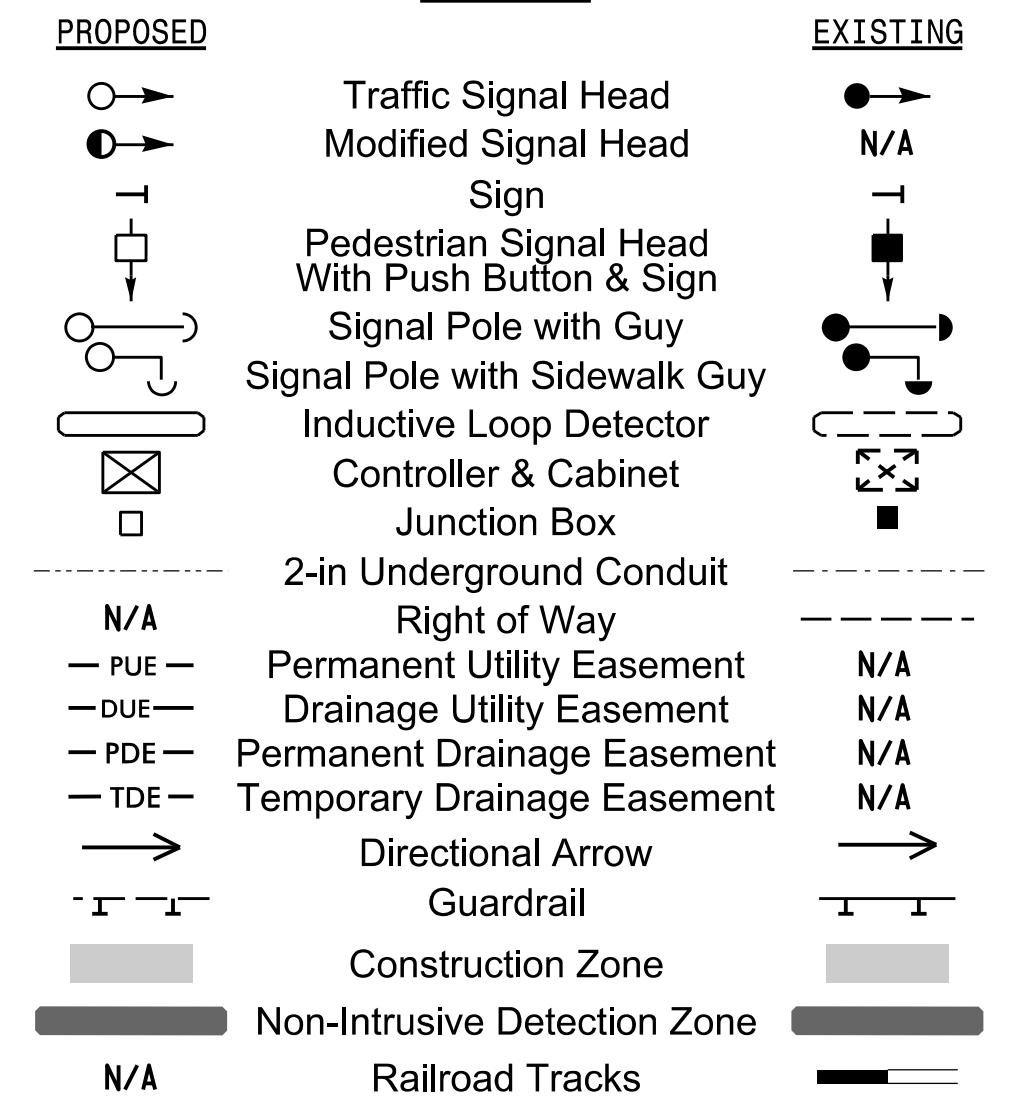 PROPOSED EXISTING
Traffic Signal Head
Modified Signal Head N/A
Sign
Pedestrian Signal Head
With Push Button & Sign
Signal Pole with Guy
Signal Pole with Sidewalk Guy
Inductive Loop Detector
Controller & Cabinet
Junction Box
2-in Underground Conduit
N/A Right of Way
PUE Permanent Utility Easement N/A
DUE Drainage Utility Easement N/A
PDE Permanent Drainage Easement N/A
TDE Temporary Drainage Easement N/A
Directional Arrow
Guardrail
Construction Zone
Non-Intrusive Detection Zone
N/A Railroad Tracks